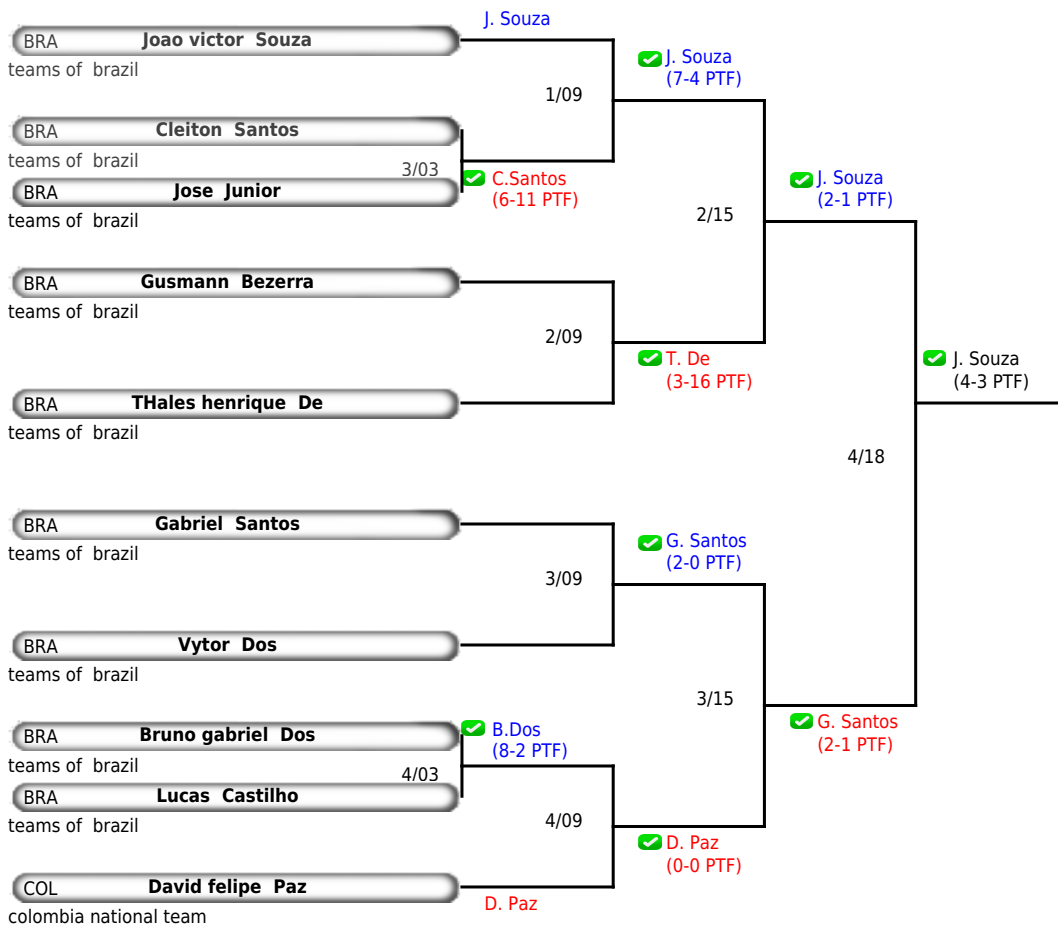 J. Souza
BRA Joao victor Souza
teams of brazil
J. Souza
(7-4 PTF)
1/09
BRA Cleiton Santos
teams of brazil
3/03
C.Santos
(6-11 PTF)
BRA Jose Junior
teams of brazil
J. Souza
(2-1 PTF)
2/15
BRA Gusmann Bezerra
teams of brazil
2/09
T. De
(3-16 PTF)
J. Souza
(4-3 PTF)
BRA THales henrique De
teams of brazil
4/18
BRA Gabriel Santos
teams of brazil
G. Santos
(2-0 PTF)
3/09
BRA Vytor Dos
teams of brazil
3/15
G. Santos
(2-1 PTF)
BRA Bruno gabriel Dos
teams of brazil
B.Dos
(8-2 PTF)
4/03
BRA Lucas Castilho
teams of brazil
4/09
D. Paz
(0-0 PTF)
COL David felipe Paz
D. Paz
colombia national team